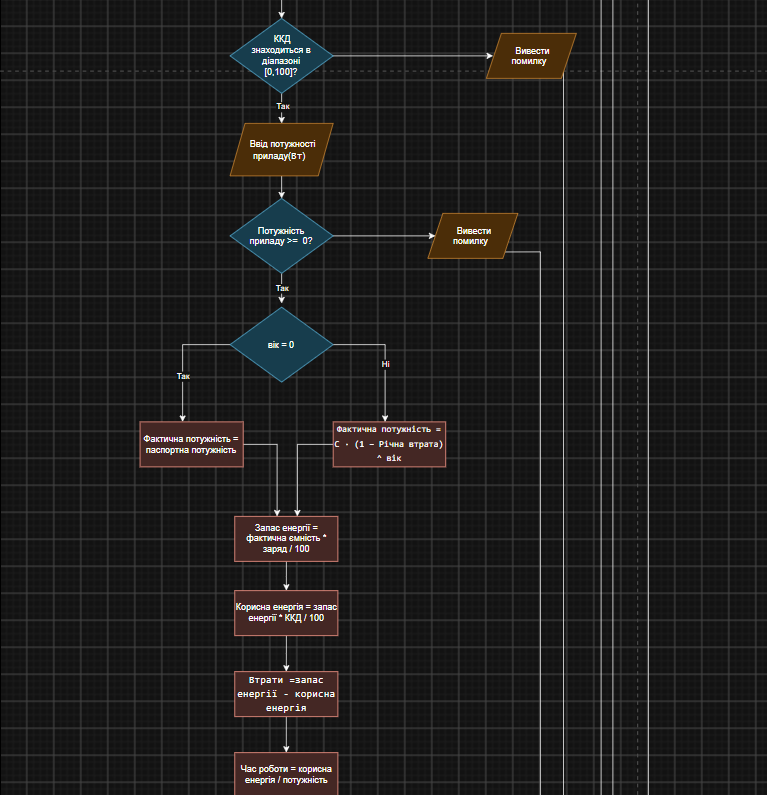 ККД
знаходиться в
діапазоні
[0,100]?
Вивести
помилку
Так
Ввід потужності
приладу(Вт)
Потужність
приладу >= 0?
Вивести
помилку
Так
вік = 0
Так
Ні
Фактична потужність =
паспортна потужність
Фактична потужність =
C · (1 – Річна втрата)
^ вік
Запас енергії =
фактична ємність *
заряд / 100
Корисна енергія = запас
енергії * ККД / 100
Втрати =запас
енергії - корисна
енергія
Час роботи = корисна
енергія / потужність